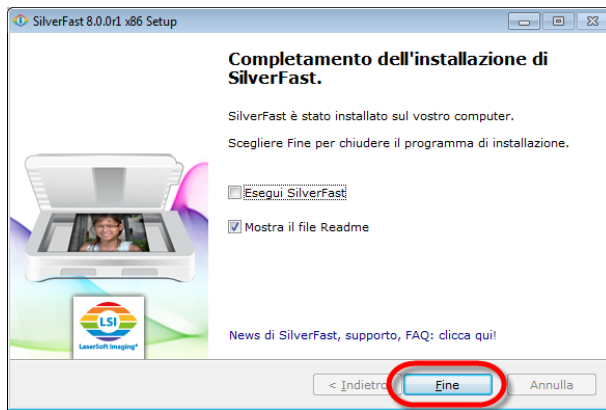 SilverFast 8.0.0r1 x86 Setup
Completamento dell'installazione di
SilverFast.
SilverFast è stato installato sul vostro computer.
Scegliere Fine per chiudere il programma di installazione.
Esegui SilverFast
Mostra il file Readme
LSI
LaserSoft Imaging
News di SilverFast, supporto, FAQ: clicca qui!
< Indietro
Fine
Annulla